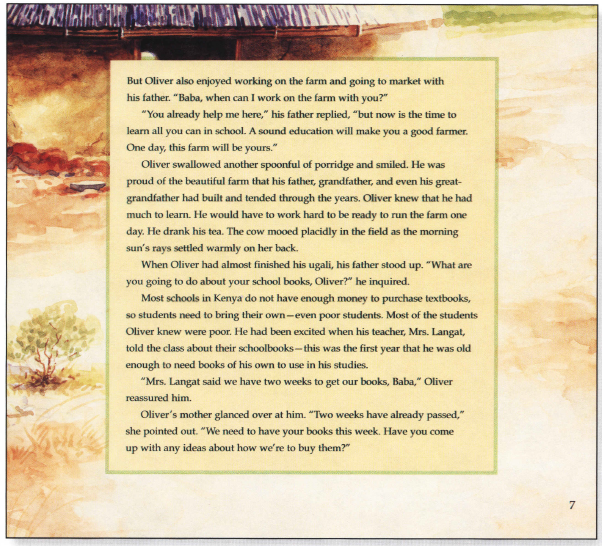 But Oliver also enjoyed working on the farm and going to market with
his father. “Baba, when can I work on the farm with you?”
“You already help me here,” his father replied, “but now is the time to
learn all you can in school. A sound education will make you a good farmer.
One day, this farm will be yours.”
Oliver swallowed another spoonful of porridge and smiled. He was
proud of the beautiful farm that his father, grandfather, and even his great-
grandfather had built and tended through the years. Oliver knew that he had
much to learn. He would have to work hard to be ready to run the farm one
day. He drank his tea. The cow mooed placidly in the field as the morning
sun’s rays settled warmly on her back.
When Oliver had almost finished his ugali, his father stood up. “What are
you going to do about your school books, Oliver?” he inquired.
Most schools in Kenya do not have enough money to purchase textbooks,
so students need to bring their own—even poor students. Most of the students
Oliver knew were poor. He had been excited when his teacher, Mrs. Langat,
told the class about their schoolbooks—this was the first year that he was old
enough to need books of his own to use in his studies.
“Mrs. Langat said we have two weeks to get our books, Baba,” Oliver
reassured him.
Oliver’s mother glanced over at him. “Two weeks have already passed,”
she pointed out. “We need to have your books this week. Have you come
up with any ideas about how we’re to buy them?”
7